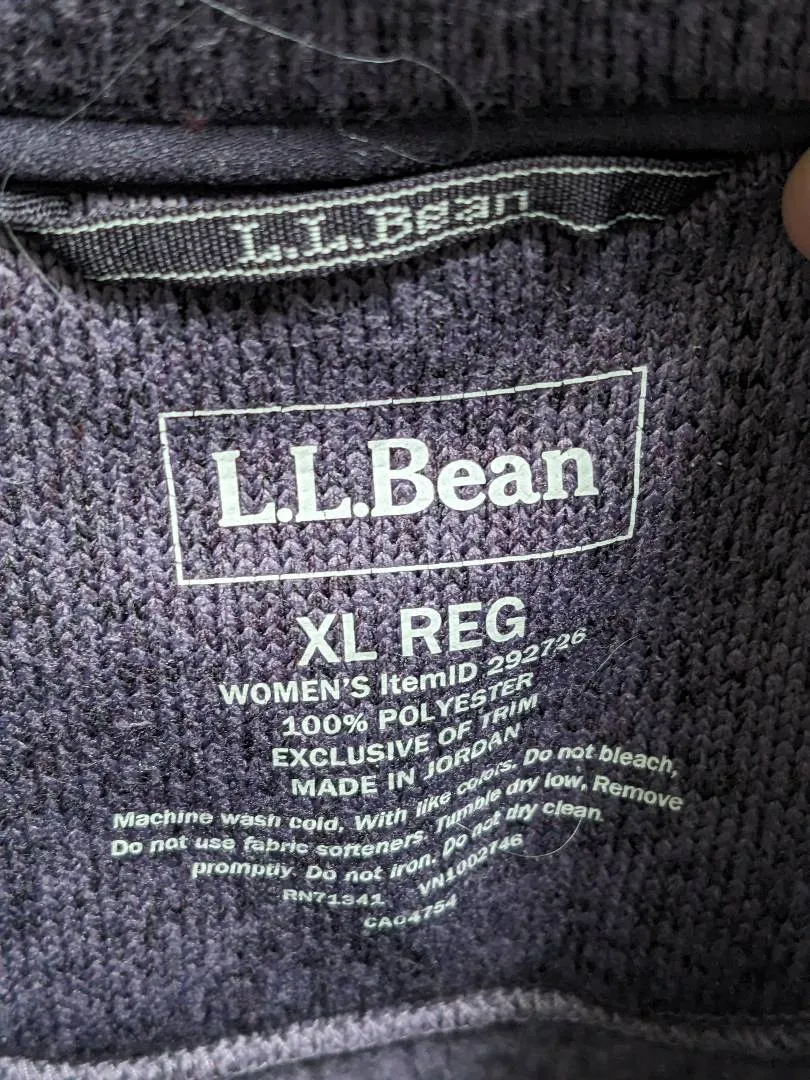 L.L.Bean
L.L.Bean
XL REG
WOMEN'S ItemID 292726
100% POLYESTER
EXCLUSIVE OF TRIM
MADE IN JORDAN
Machine wash cold, With like colors. Do not bleach,
Do not use fabric softeners. Tumble dry low, Remove
promptly. Do not iron. Do not dry clean.
RN71341 VN1002746
CA04754